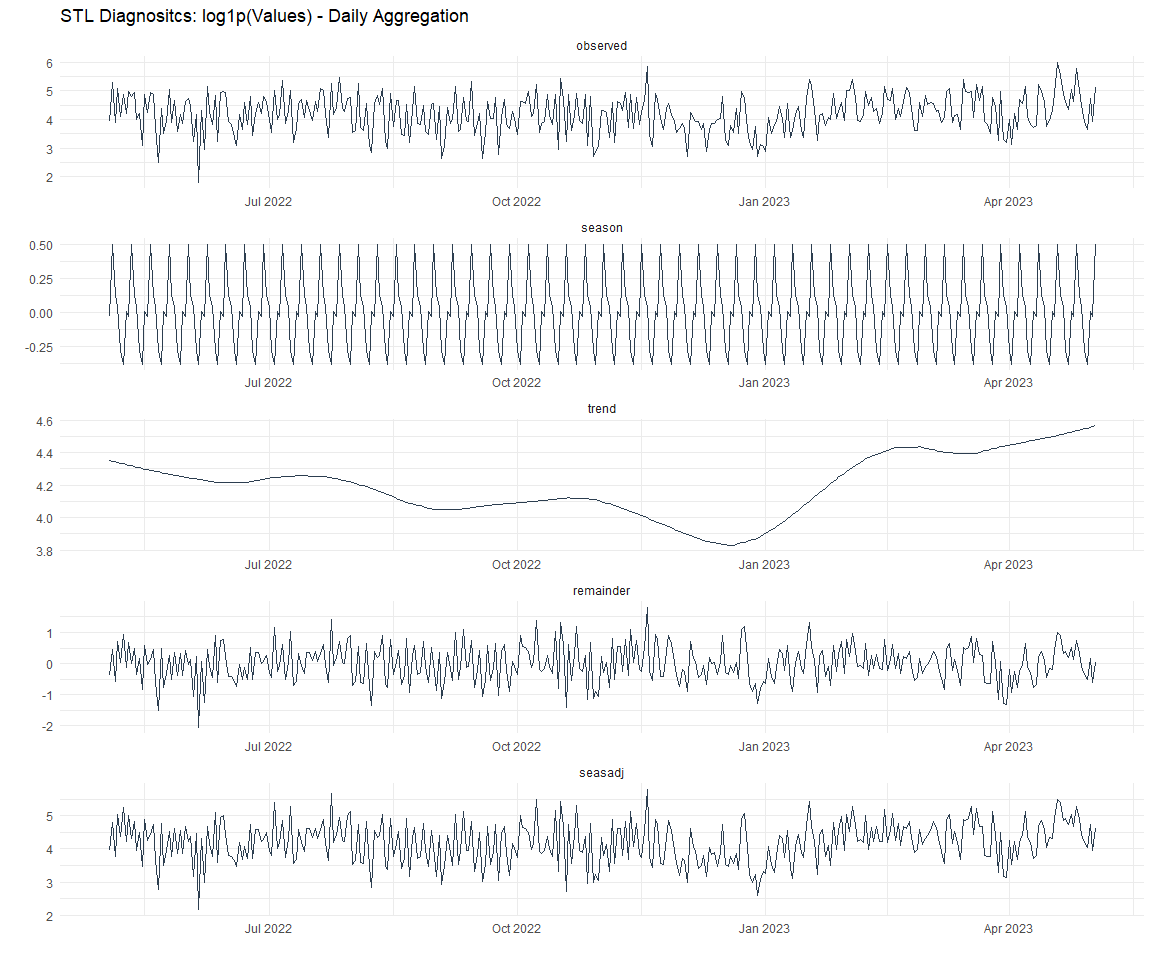 STL Diagnositcs: log1p(Values) - Daily Aggregation
observed
6
5
4
3
2
Jul 2022 Oct 2022 Jan 2023 Apr 2023
season
0.50
0.25
0.00
-0.25
Jul 2022 Oct 2022 Jan 2023 Apr 2023
trend
4.6
4.4
4.2
4.0
3.8
Jul 2022 Oct 2022 Jan 2023 Apr 2023
remainder
1
0
-1
-2
Jul 2022 Oct 2022 Jan 2023 Apr 2023
seasadj
5
4
3
2
Jul 2022 Oct 2022 Jan 2023 Apr 2023